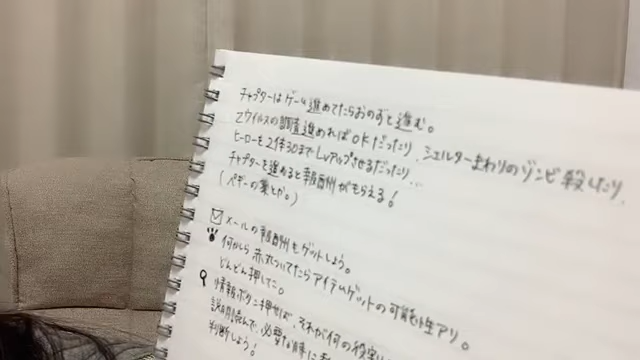 チャプターはゲーム進めてたらおのずと進む。
Zウイルスの調査進めればOKだったり、シェルターまわりのゾンビ殺したり、
ヒーローを2体30までLvアップさせるだったり…
チャプターを進めると報酬がもらえる！
(バギーの薬とか。)
メールの報酬もゲットしよう。
何かしら赤丸ついてたらアイテムゲットの可能性アリ。
どんどん押してこ。
情報ボタン押せば、それが何の役割
説明読んで、必要な時に
判断しよう！